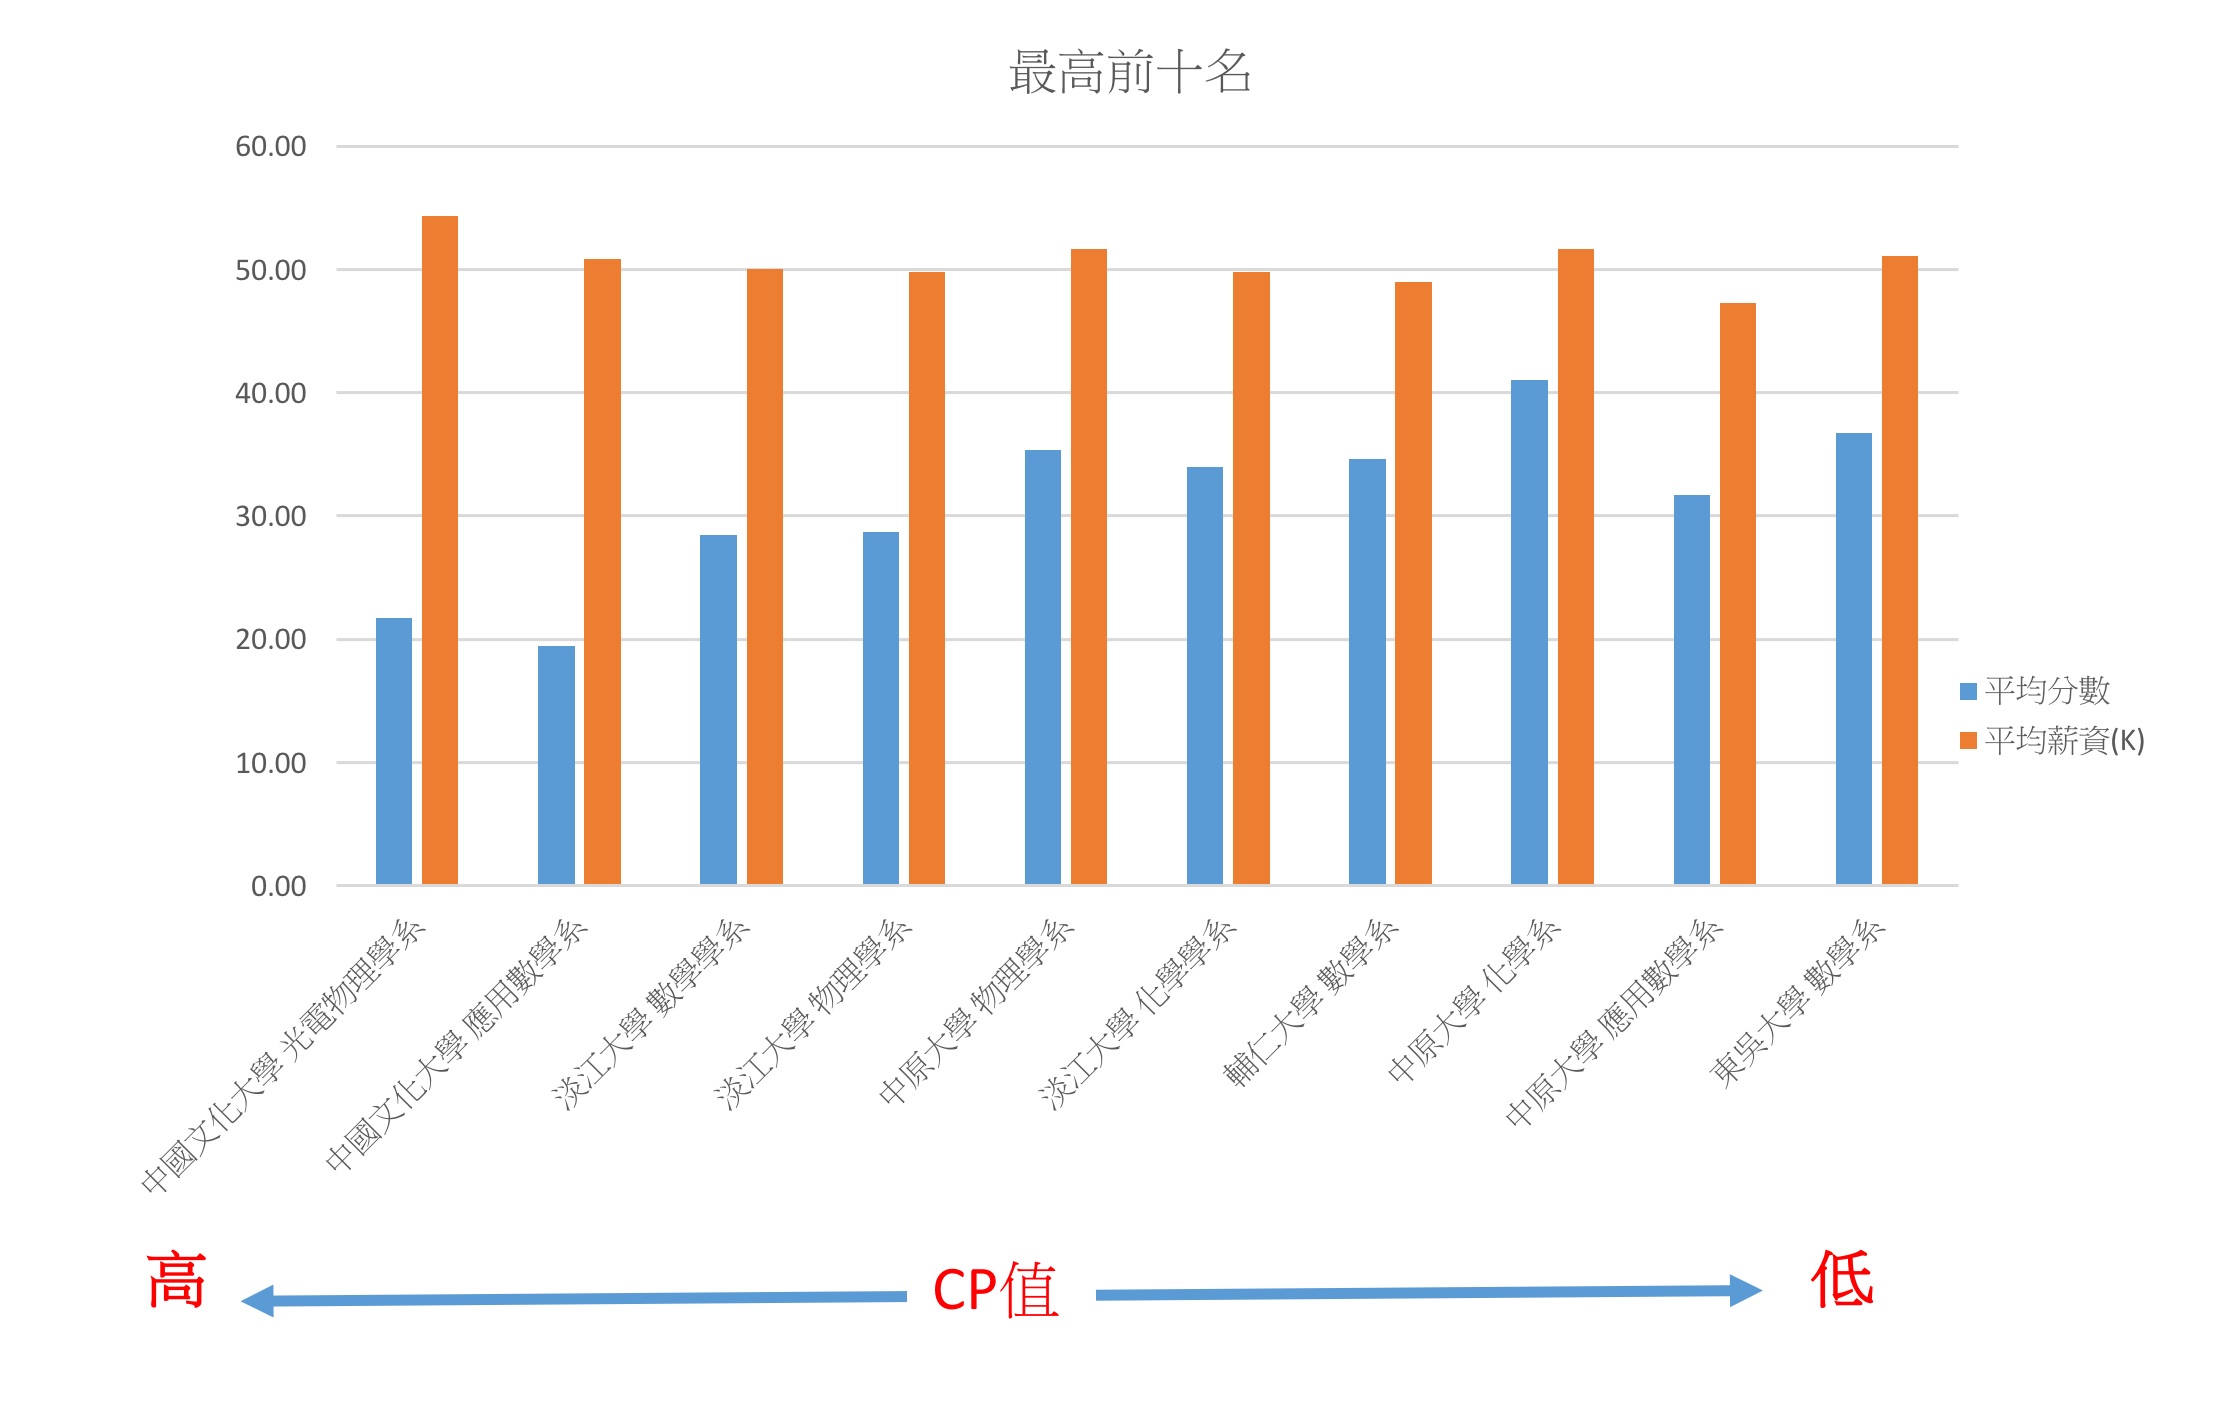 最高前十名
60.00
50.00
40.00
30.00
20.00
10.00
0.00
平均分數
平均薪資(K)
中國文化大學 光電物理學系
中國文化大學 應用數學系
淡江大學 數學學系
淡江大學 物理學系
中原大學 物理學系
淡江大學 化學學系
輔仁大學 數學系
中原大學 化學系
中原大學 應用數學系
東吳大學 數學系
高 CP值 低